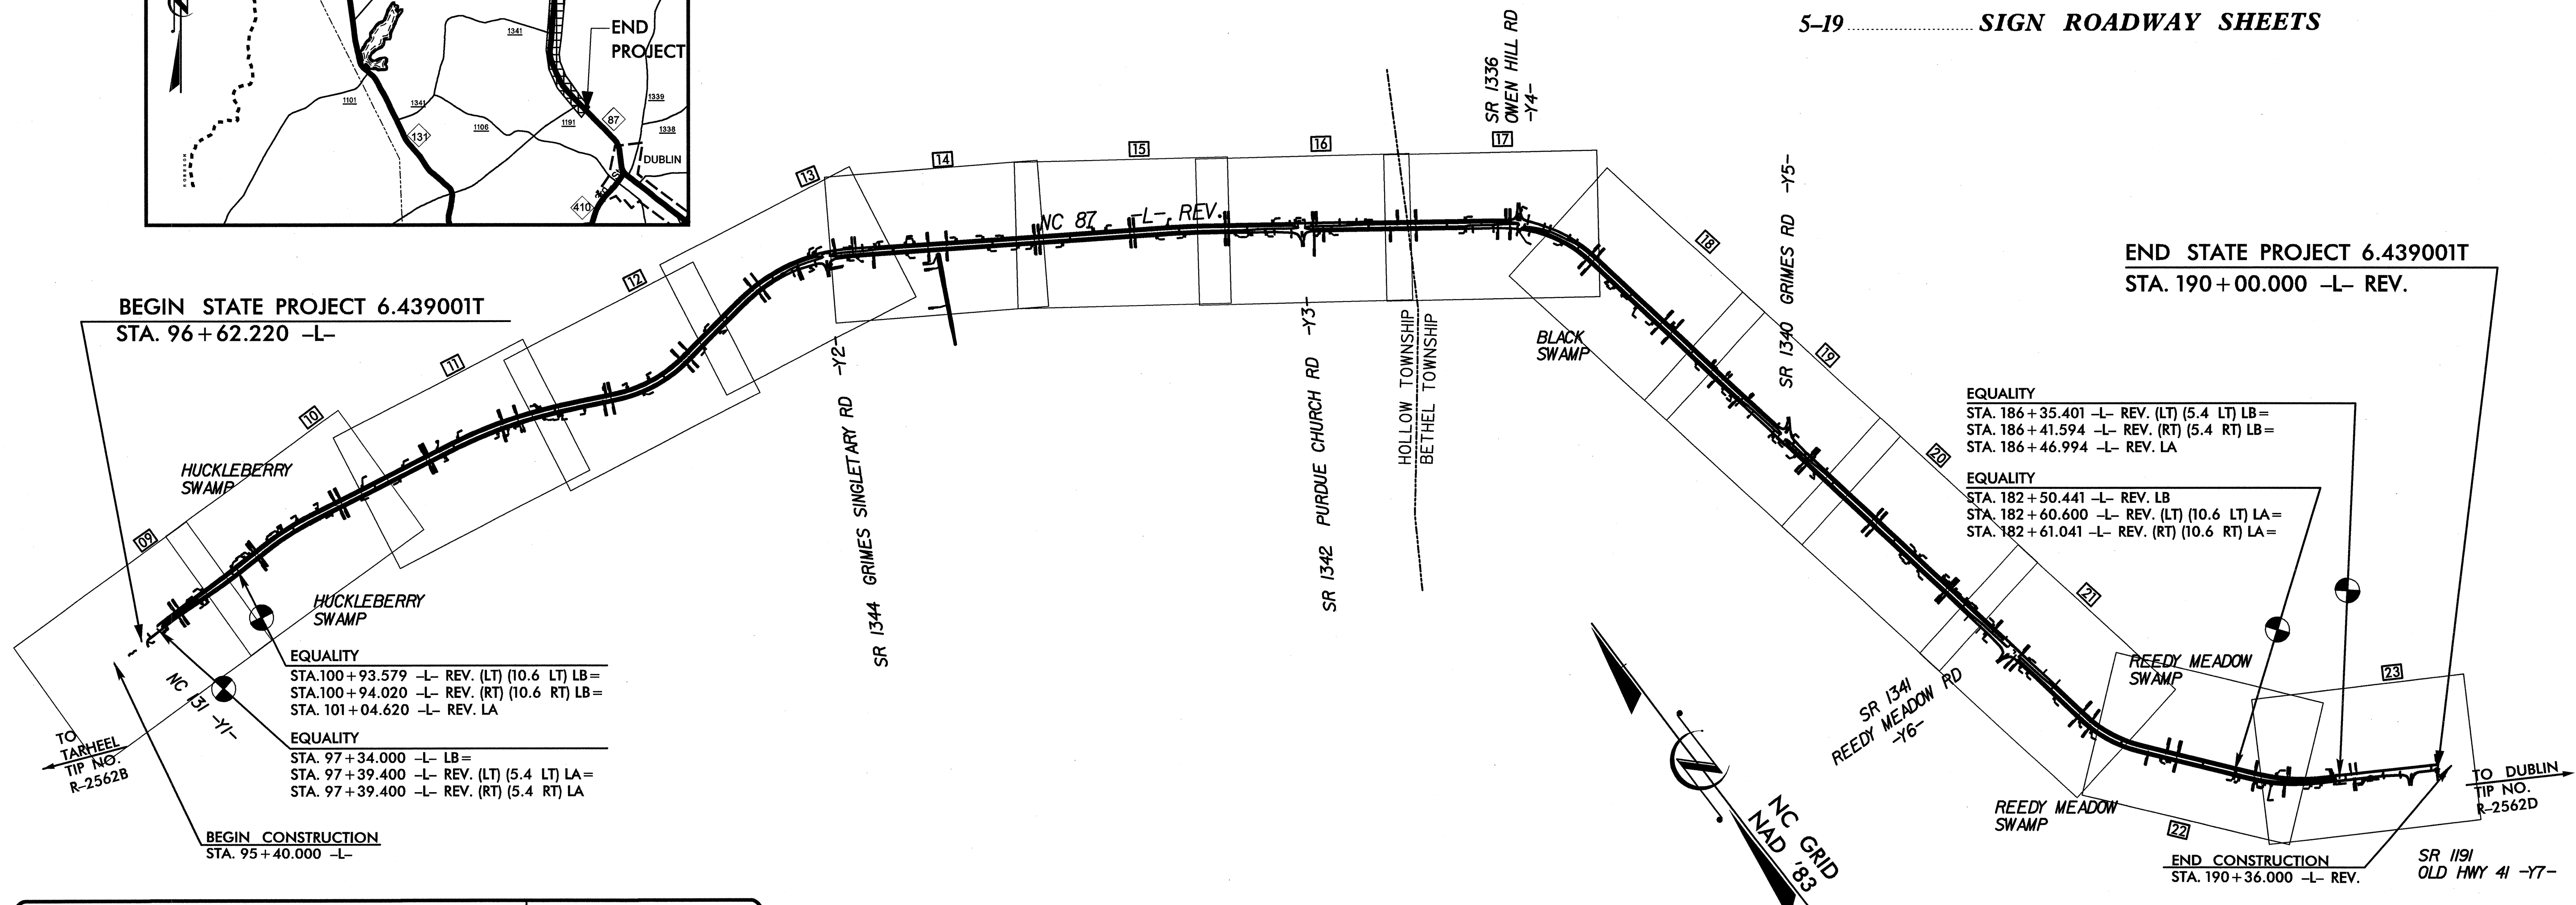 5–19 .................... SIGN ROADWAY SHEETS
END
PROJECT
1341
1101
1341
1339
1106
1191
87
1338
131
DUBLIN
410
SR 1336
OWEN HILL RD
-Y4-
13
14
15
16
17
NC 87 -L- REV.
12
18
SR 1340 GRIMES RD -Y5-
END STATE PROJECT 6.439001T
STA. 190+00.000 –L– REV.
BEGIN STATE PROJECT 6.439001T
STA. 96+62.220 –L–
11
10
09
19
20
21
22
23
BLACK
SWAMP
SR 1344 GRIMES SINGLETARY RD -Y2-
SR 1342 PURDUE CHURCH RD -Y3-
HOLLOW TOWNSHIP
BETHEL TOWNSHIP
EQUALITY
STA. 186+35.401 –L– REV. (LT) (5.4 LT) LB=
STA. 186+41.594 –L– REV. (RT) (5.4 RT) LB=
STA. 186+46.994 –L– REV. LA
EQUALITY
STA. 182+50.441 –L– REV. LB
STA. 182+60.600 –L– REV. (LT) (10.6 LT) LA=
STA. 182+61.041 –L– REV. (RT) (10.6 RT) LA=
HUCKLEBERRY
SWAMP
HUCKLEBERRY
SWAMP
EQUALITY
STA.100+93.579 –L– REV. (LT) (10.6 LT) LB=
STA.100+94.020 –L– REV. (RT) (10.6 RT) LB=
STA. 101+04.620 –L– REV. LA
EQUALITY
STA. 97+34.000 –L– LB=
STA. 97+39.400 –L– REV. (LT) (5.4 LT) LA=
STA. 97+39.400 –L– REV. (RT) (5.4 RT) LA
NC 131 -Y1-
TO
TARHEEL
TIP NO.
R–2562B
BEGIN CONSTRUCTION
STA. 95+40.000 –L–
SR 1341
REEDY MEADOW RD
-Y6-
REEDY MEADOW
SWAMP
REEDY MEADOW
SWAMP
NC GRID
NAD '83
TO DUBLIN
TIP NO.
R–2562D
END CONSTRUCTION
STA. 190+36.000 –L– REV.
SR 1191
OLD HWY 41 -Y7-